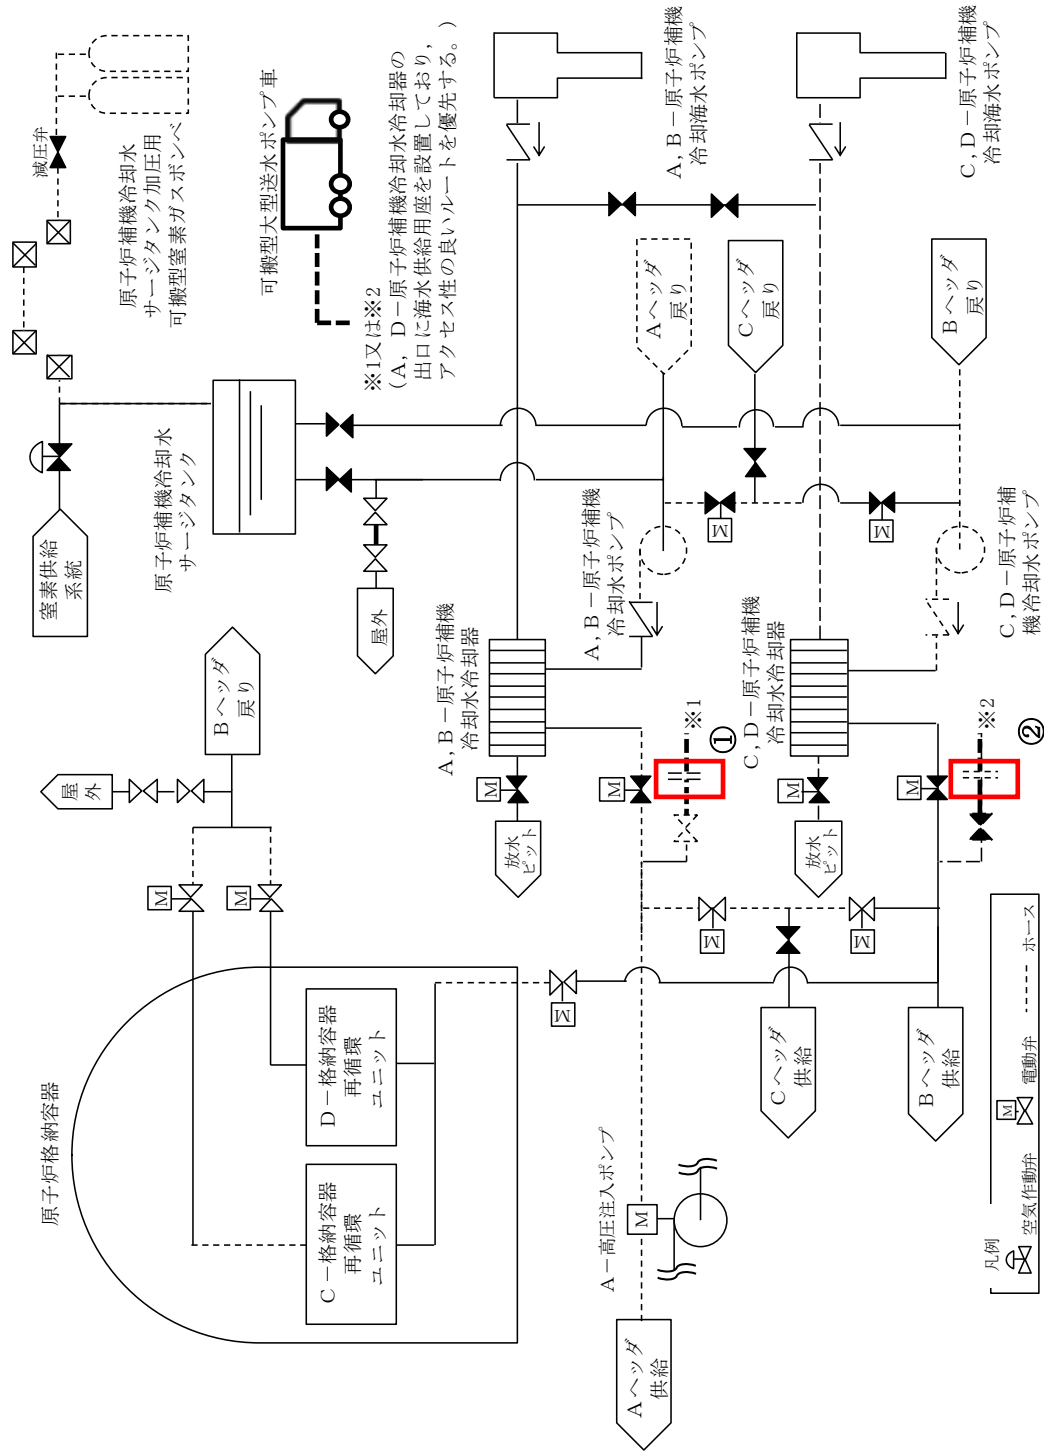 原子炉格納容器
C－格納容器
再循環
ユニット
D－格納容器
再循環
ユニット
M
M
屋
外
Bヘッダ
戻り
窒素供給
系統
原子炉補機冷却水
サージタンク
減圧弁
原子炉補機冷却水
サージタンク加圧用
可搬型窒素ガスボンベ
可搬型大型送水ポンプ車
※1又は※2
(A, D－原子炉補機冷却水冷却器の
出口に海水供給用座を設置しており,
アクセス性の良いルートを優先する。)
屋外
A, B－原子炉補機
冷却水冷却器
M
放水
ピット
A, B－原子炉補機
冷却海水ポンプ
Aヘッダ
供給
A－高圧注入ポンプ
M
M
M
※1
①
A, B－原子炉補機
冷却水ポンプ
Aヘッダ
戻り
M
M
Cヘッダ
供給
M
M
Cヘッダ
戻り
C, D－原子炉補機
冷却水冷却器
M
放水
ピット
C, D－原子炉補機
冷却海水ポンプ
Bヘッダ
供給
M
※2
②
C, D－原子炉補
機冷却水ポンプ
Bヘッダ
戻り
凡例
空気作動弁
M
電動弁
ホース